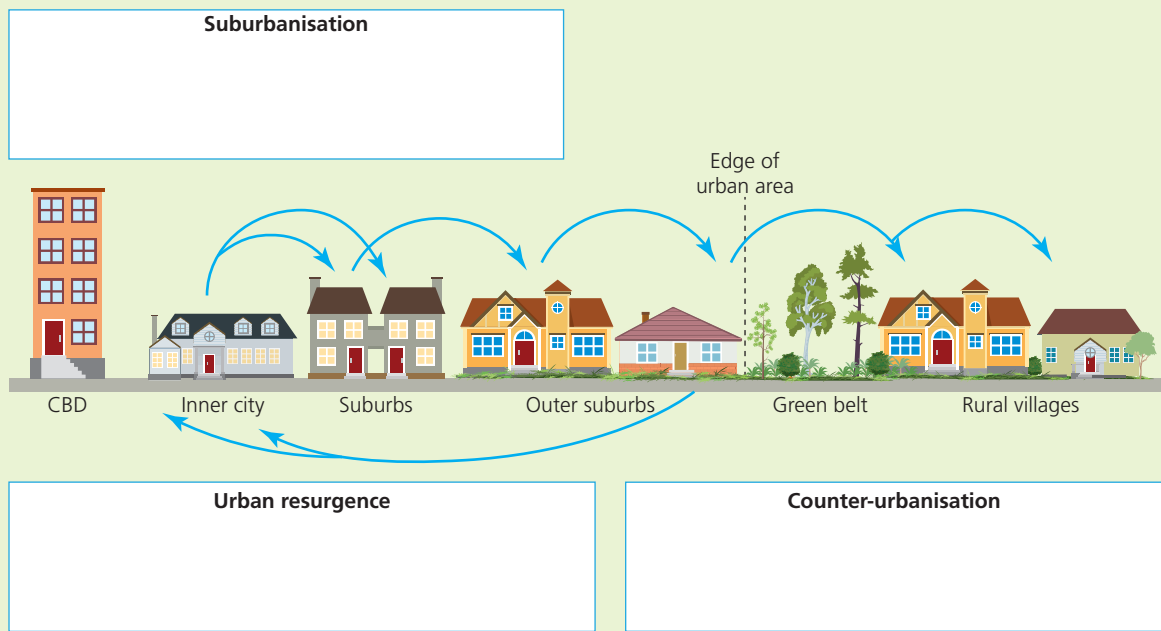 Suburbanisation
Edge of
urban area
CBD
Inner city
Suburbs
Outer suburbs
Green belt
Rural villages
Urban resurgence
Counter-urbanisation